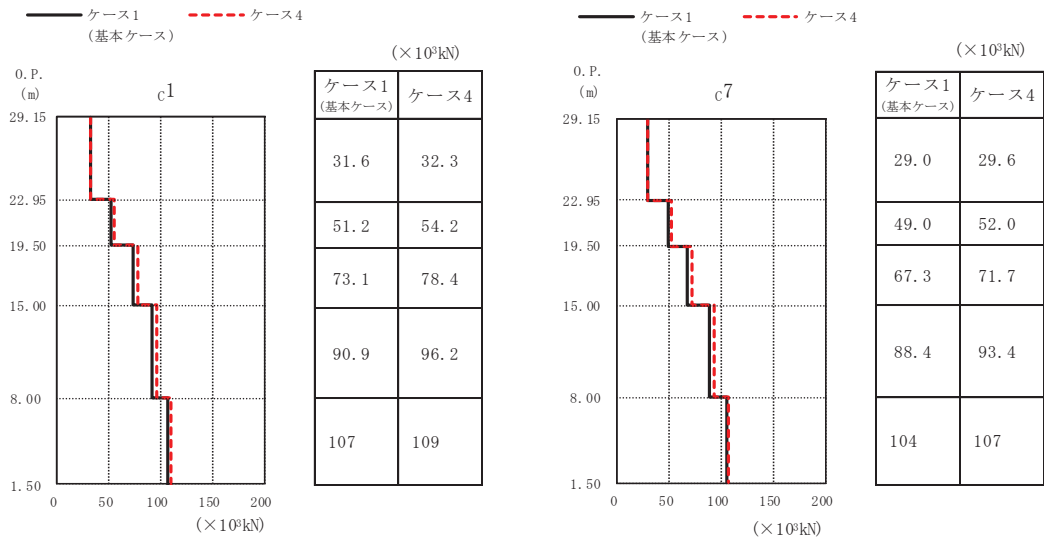 ケース1
(基本ケース)
ケース4
(×10³kN)
O.P.
(m)
C1
29.15
22.95
19.50
15.00
8.00
1.50
0 50 100 150 200
(×10³kN)
ケース1
(基本ケース)
ケース4
31.6 32.3
51.2 54.2
73.1 78.4
90.9 96.2
107 109
ケース1
(基本ケース)
ケース4
(×10³kN)
O.P.
(m)
C7
29.15
22.95
19.50
15.00
8.00
1.50
0 50 100 150 200
(×10³kN)
ケース1
(基本ケース)
ケース4
29.0 29.6
49.0 52.0
67.3 71.7
88.4 93.4
104 107